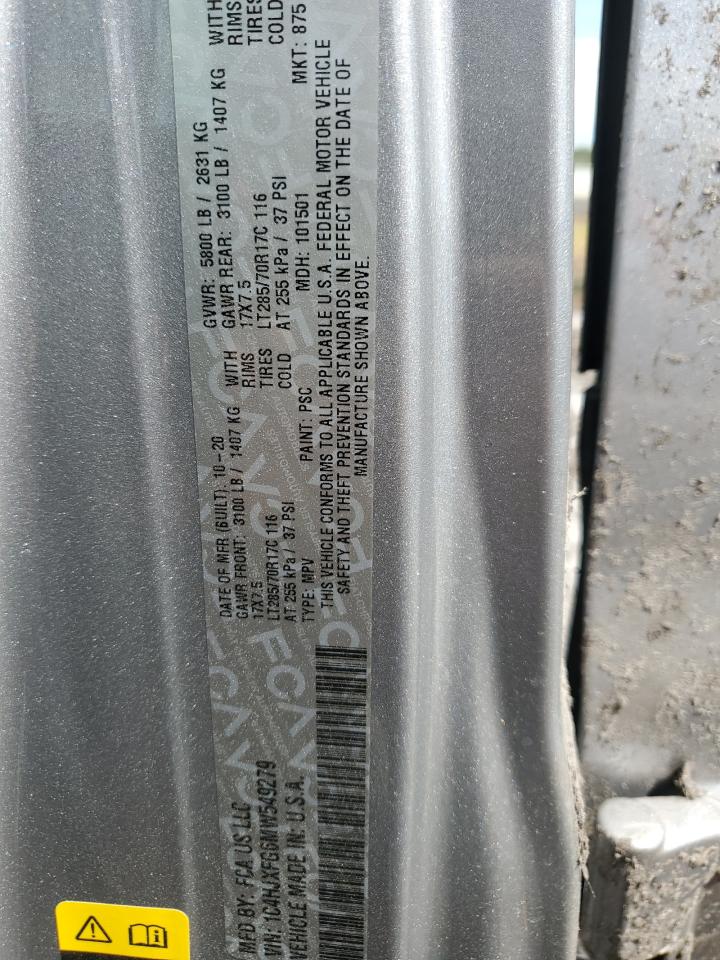 MFD BY: FCA US LLC
DATE OF MFR (BUILT): 10-20
GVWR: 5800 LB / 2631 KG
VIN: 1C4HJXFG6MW549279
GAWR FRONT: 3100 LB / 1407 KG WITH
GAWR REAR: 3100 LB / 1407 KG WITH
17X7.5 RIMS
17X7.5 RIMS
LT285/70R17C 116 TIRES
LT285/70R17C 116 TIRES
AT 255 kPa / 37 PSI COLD
AT 255 kPa / 37 PSI COLD
VEHICLE MADE IN: U.S.A.
TYPE: MPV PAINT: PSC MDH: 101501 MKT: 875
THIS VEHICLE CONFORMS TO ALL APPLICABLE U.S.A. FEDERAL MOTOR VEHICLE
SAFETY AND THEFT PREVENTION STANDARDS IN EFFECT ON THE DATE OF
MANUFACTURE SHOWN ABOVE.